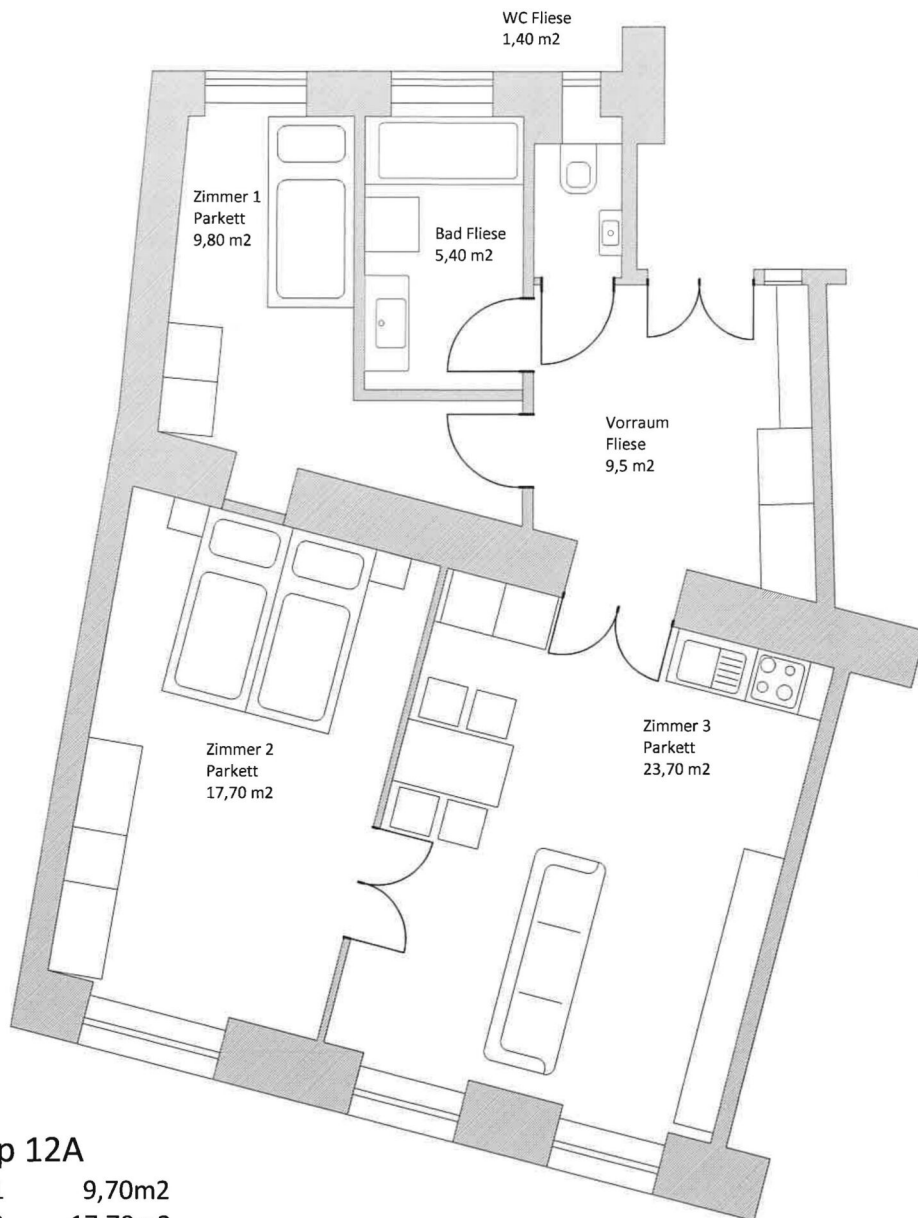 WC Fliese
1,40 m2
Zimmer 1
Parkett
9,80 m2
Bad Fliese
5,40 m2
Vorraum
Fliese
9,5 m2
Zimmer 2
Parkett
17,70 m2
Zimmer 3
Parkett
23,70 m2
12A
9,70m2